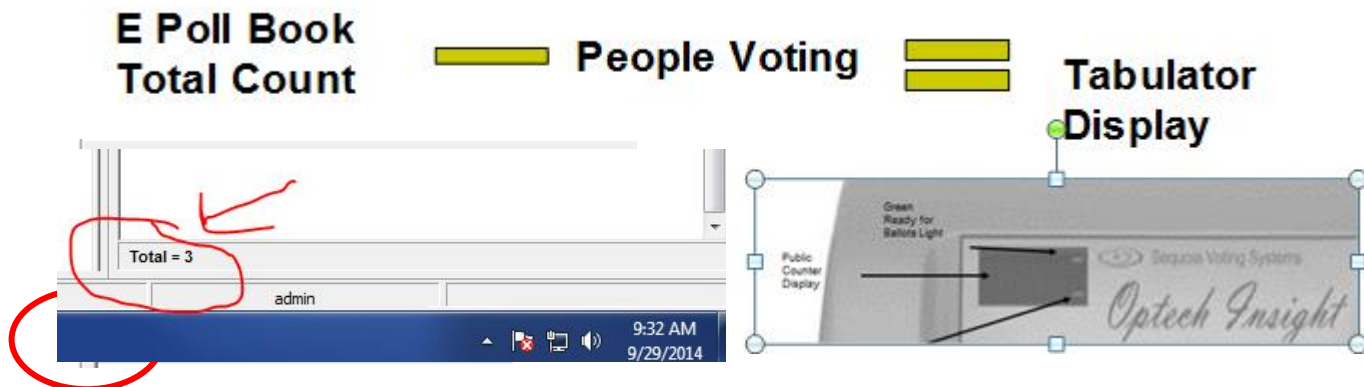 E Poll Book
Total Count
People Voting
Tabulator
Display
Total = 3
admin
9:32 AM
9/29/2014
Green
Ready for
Ballots Light
Public
Counter
Display
Sequoia Voting Systems
Optech Insight